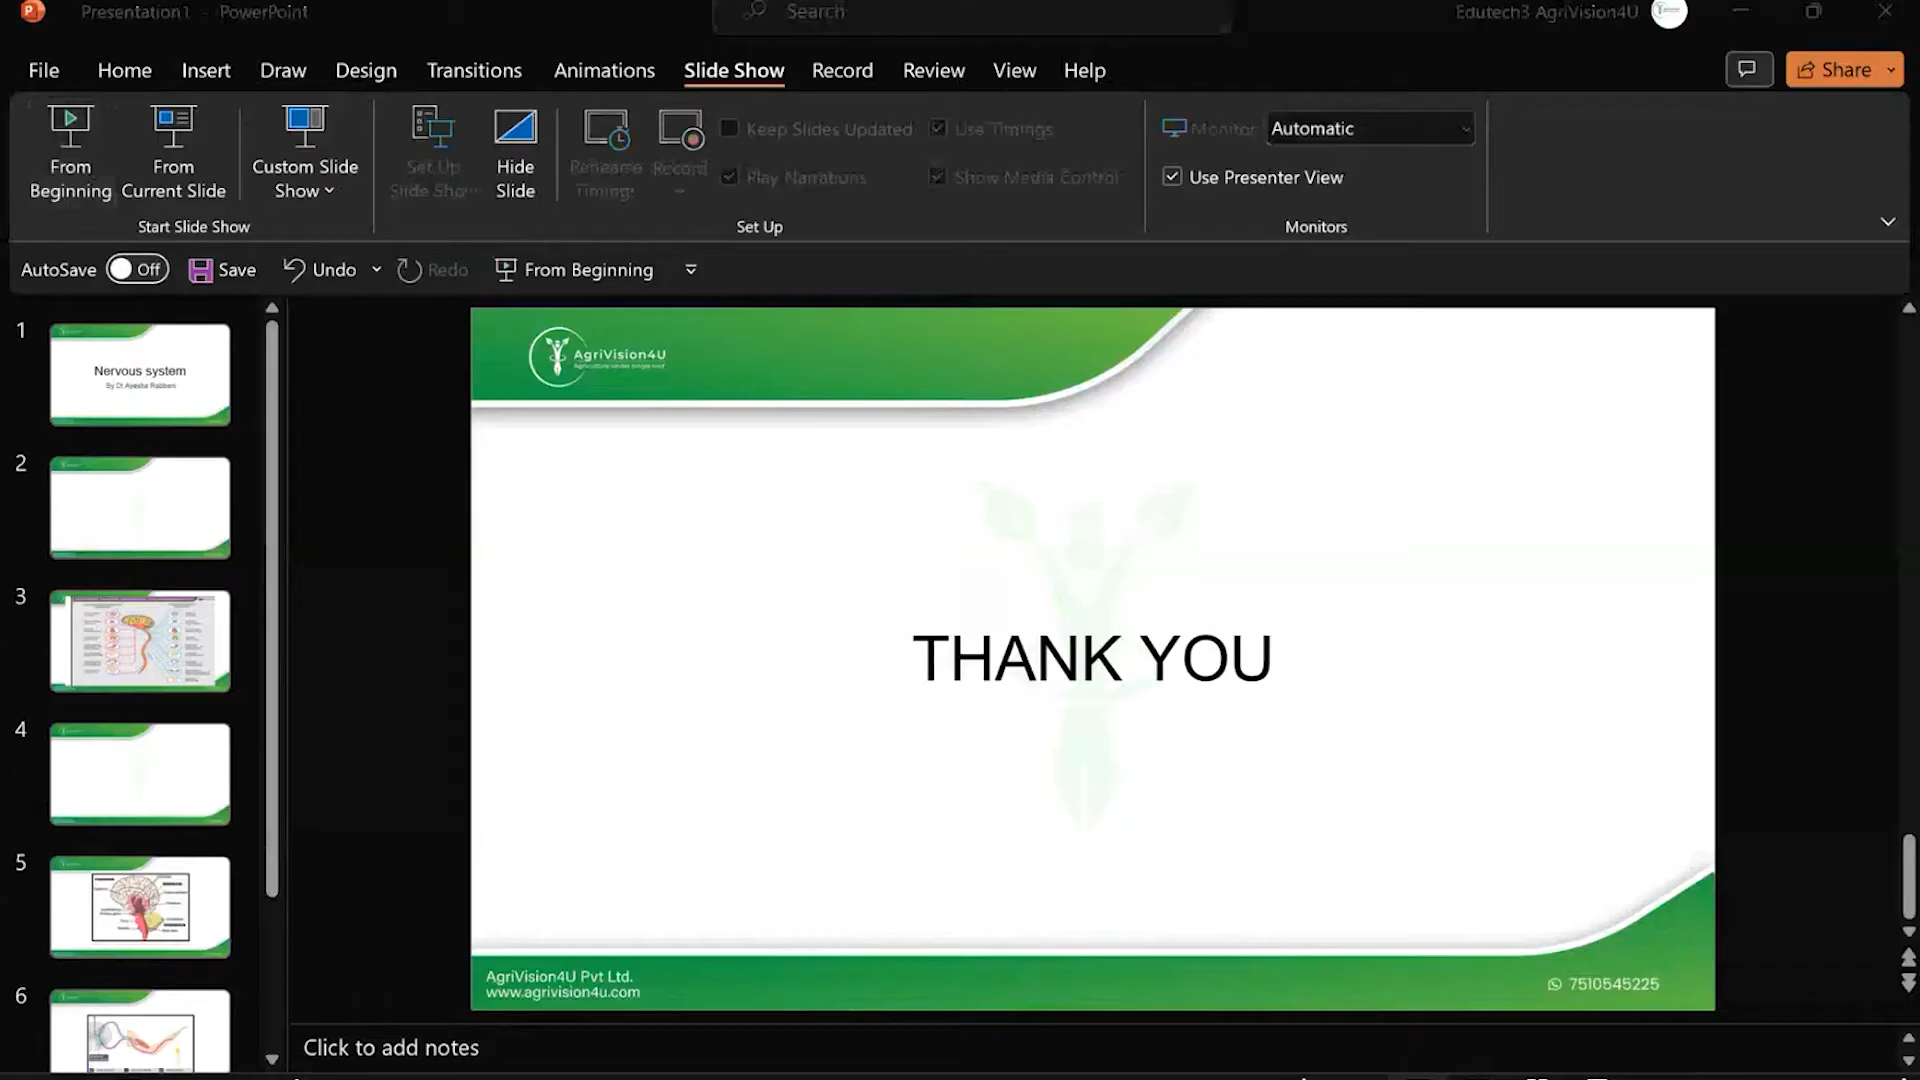 Presentation1 - PowerPoint
Search
Edutech3 AgriVision4U
File Home Insert Draw Design Transitions Animations Slide Show Record Review View Help
Share
From Beginning
From Current Slide
Custom Slide Show
Set Up Slide Show
Hide Slide
Rehearse Timings
Record
Keep Slides Updated
Use Timings
Play Narrations
Show Media Control
Monitor
Automatic
Use Presenter View
Start Slide Show
Set Up
Monitors
AutoSave Off Save Undo Redo From Beginning
1
Nervous system
2
3
4
5
6
AgriVision4U
THANK YOU
AgriVision4U Pvt Ltd.
www.agrivision4u.com
7510545225
Click to add notes